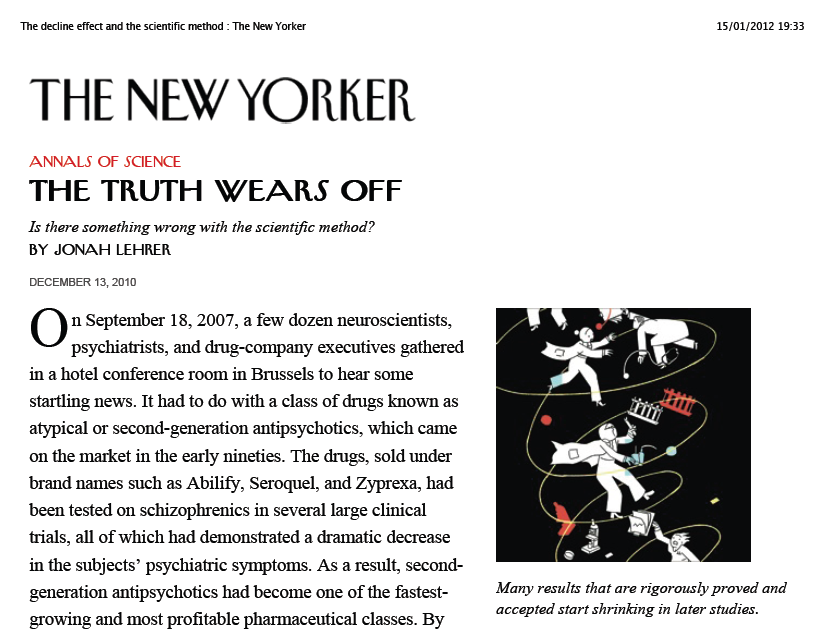 The decline effect and the scientific method : The New Yorker
15/01/2012 19:33
THE NEW YORKER
ANNALS OF SCIENCE
THE TRUTH WEARS OFF
Is there something wrong with the scientific method?
BY JONAH LEHRER
DECEMBER 13, 2010
On September 18, 2007, a few dozen neuroscientists,
psychiatrists, and drug-company executives gathered
in a hotel conference room in Brussels to hear some
startling news. It had to do with a class of drugs known as
atypical or second-generation antipsychotics, which came
on the market in the early nineties. The drugs, sold under
brand names such as Abilify, Seroquel, and Zyprexa, had
been tested on schizophrenics in several large clinical
trials, all of which had demonstrated a dramatic decrease
in the subjects’ psychiatric symptoms. As a result, second-
generation antipsychotics had become one of the fastest-
growing and most profitable pharmaceutical classes. By
Many results that are rigorously proved and
accepted start shrinking in later studies.